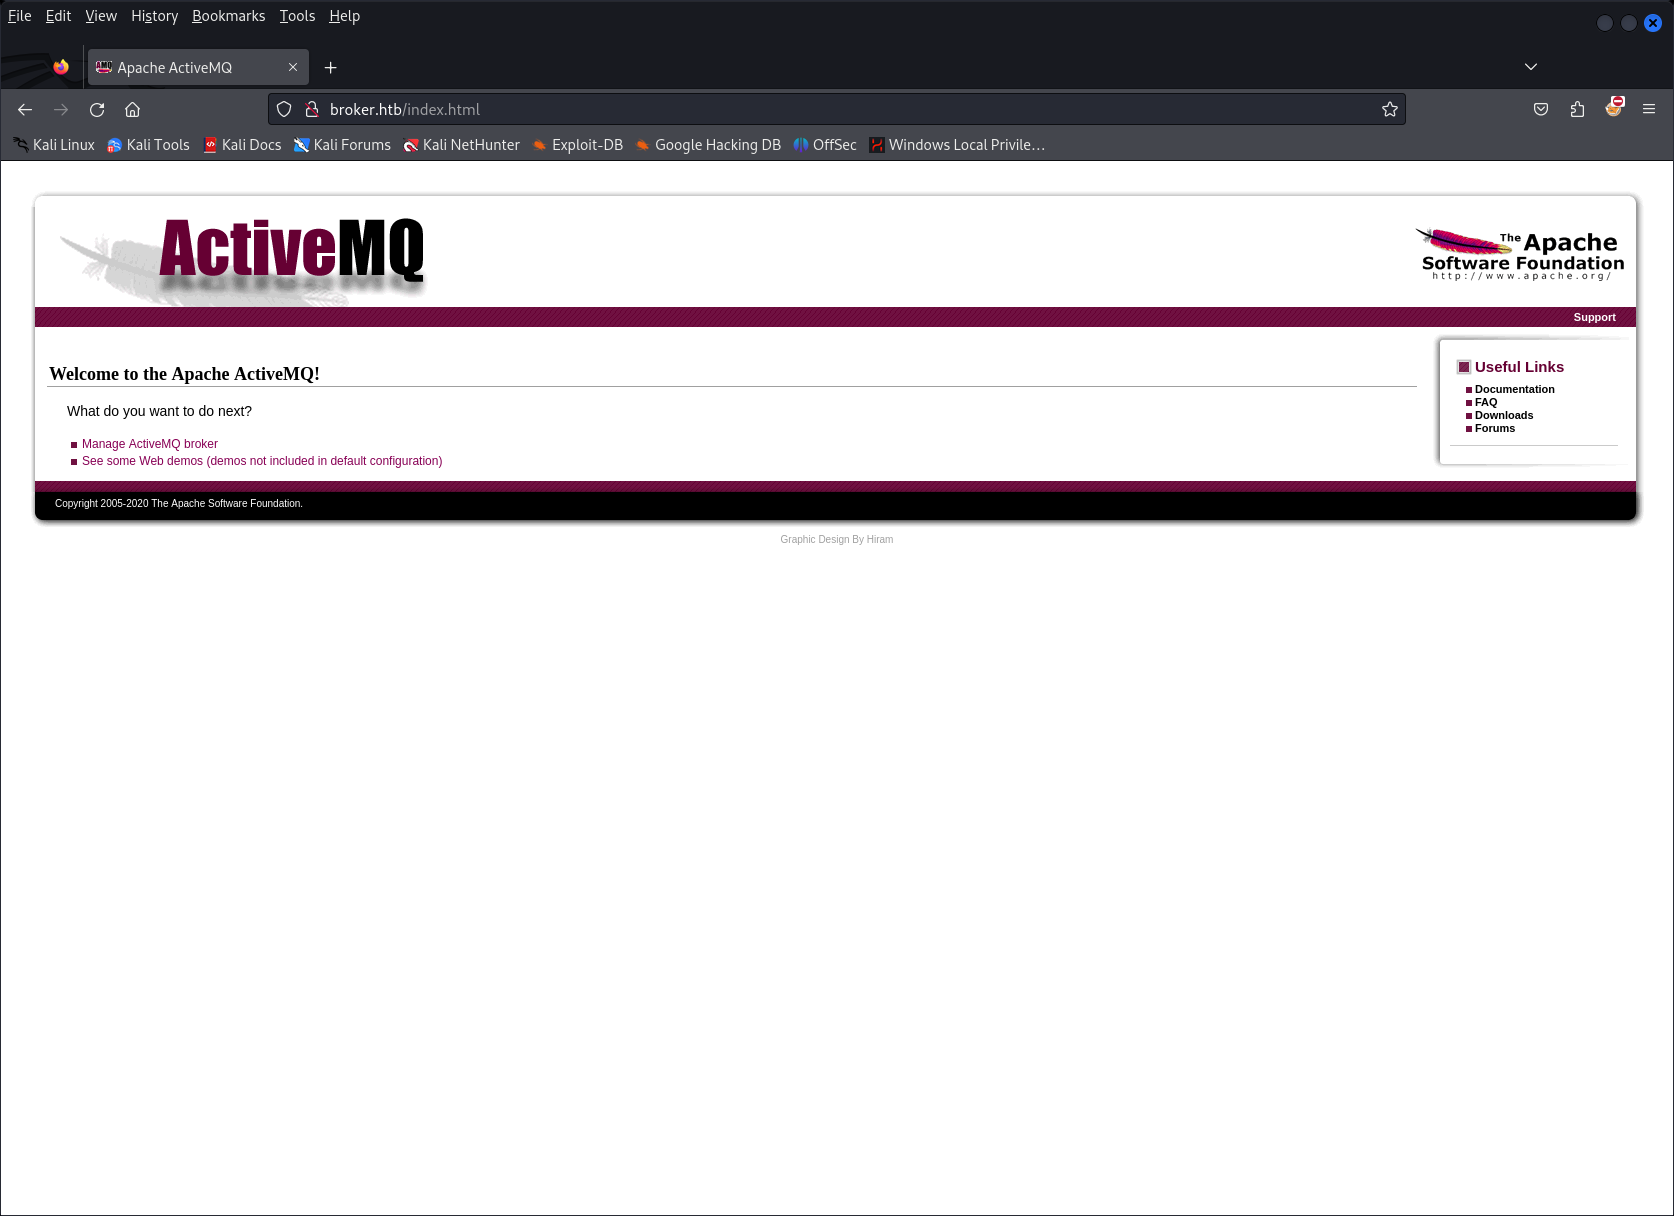 File Edit View History Bookmarks Tools Help
Apache ActiveMQ
broker.htb/index.html
Kali Linux Kali Tools Kali Docs Kali Forums Kali NetHunter Exploit-DB Google Hacking DB OffSec Windows Local Privile…
ActiveMQ
The Apache
Software Foundation
http://www.apache.org/
Support
Welcome to the Apache ActiveMQ!
What do you want to do next?
Manage ActiveMQ broker
See some Web demos (demos not included in default configuration)
Useful Links
Documentation
FAQ
Downloads
Forums
Copyright 2005-2020 The Apache Software Foundation.
Graphic Design By Hiram